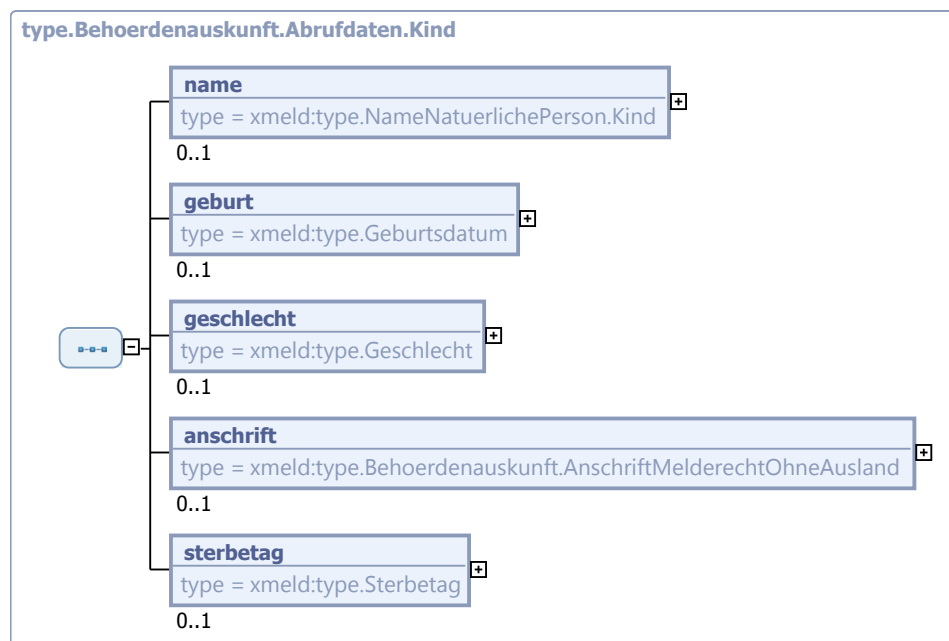 type.Behoerdenauskunft.Abrufdaten.Kind
name
type = xmeld:type.NameNatuerlichePerson.Kind
0..1
geburt
type = xmeld:type.Geburtsdatum
0..1
geschlecht
type = xmeld:type.Geschlecht
0..1
anschrift
type = xmeld:type.Behoerdenauskunft.AnschriftMelderechtOhneAusland
0..1
sterbetag
type = xmeld:type.Sterbetag
0..1